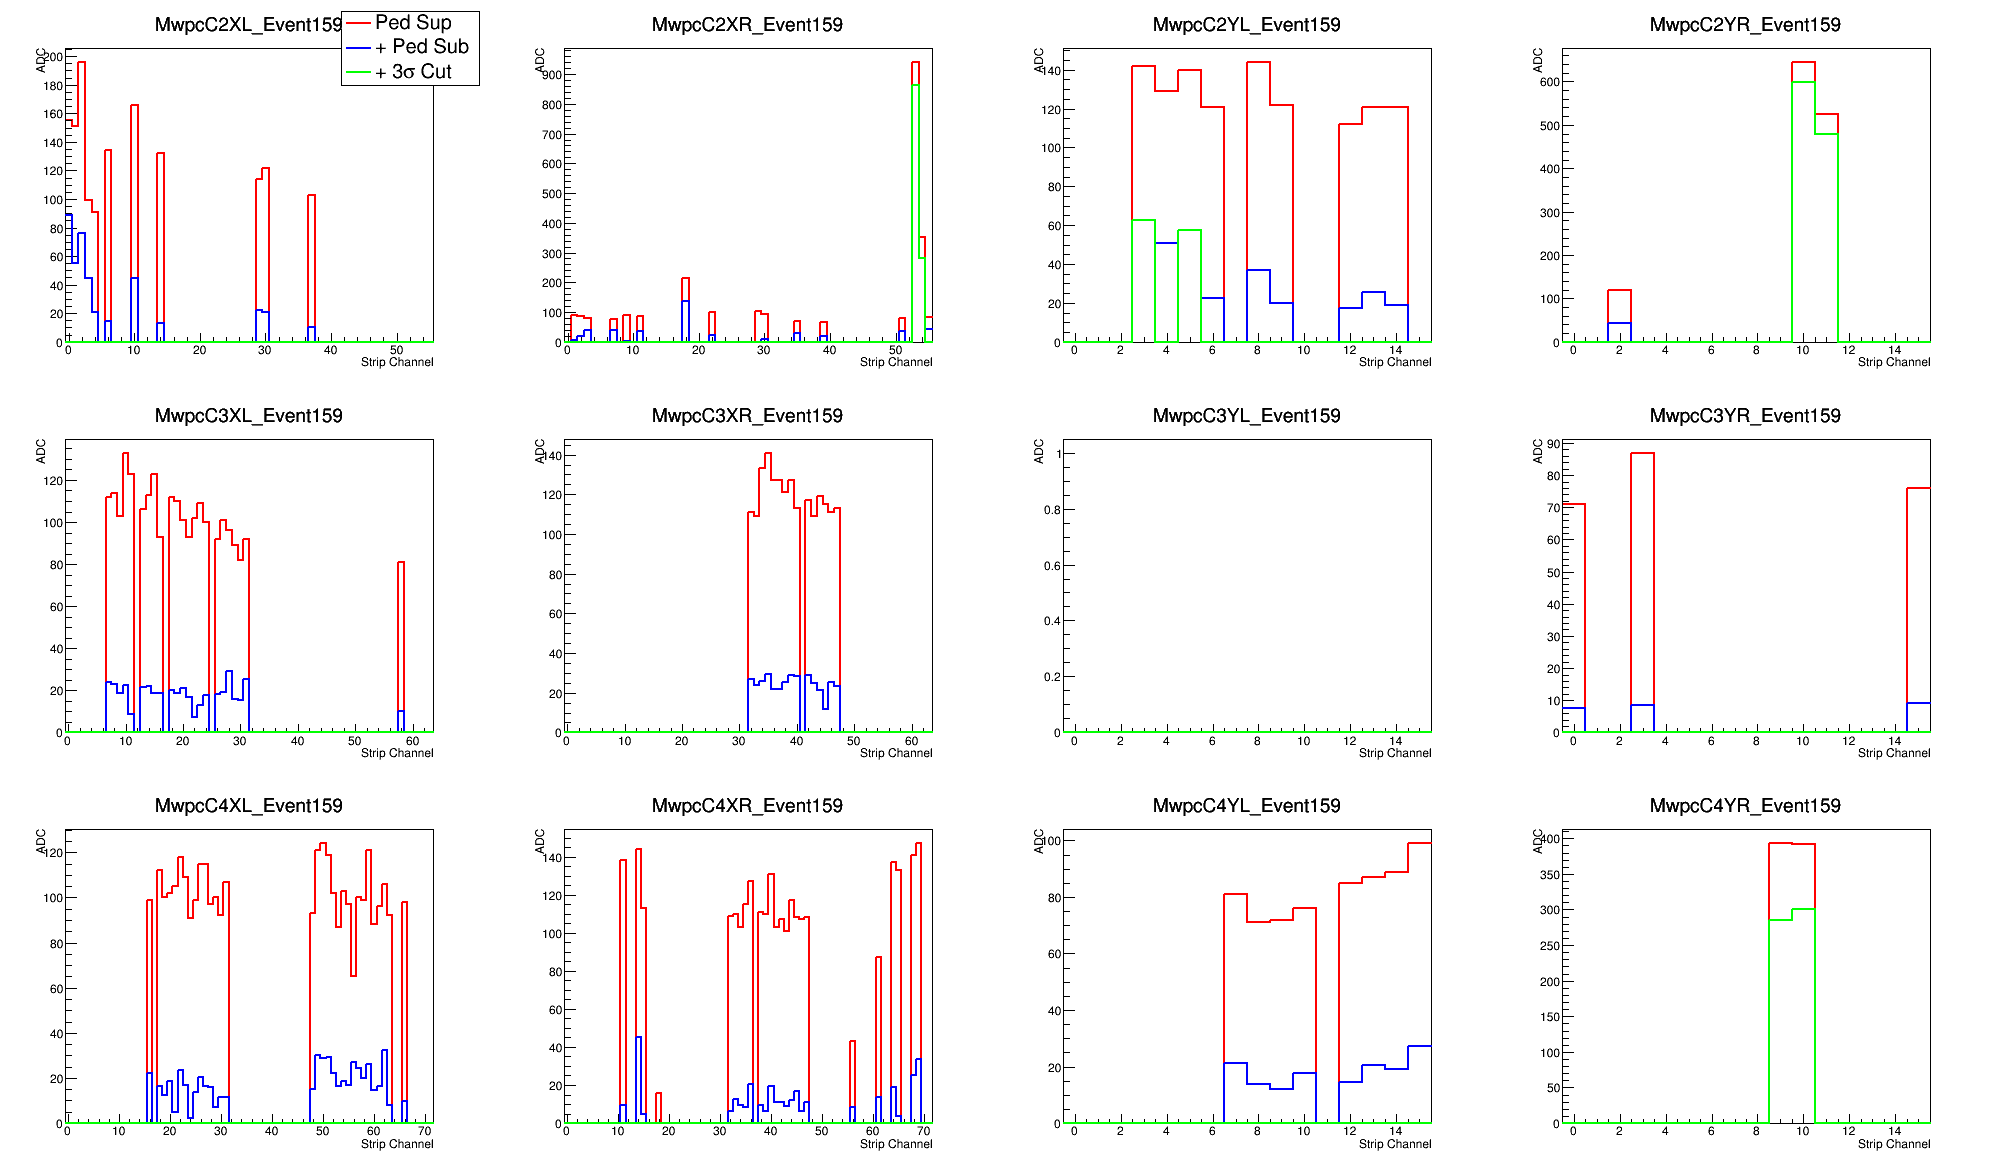 MwpcC2XL_Event159
Ped Sup
+ Ped Sub
+ 3σ Cut
ADC
200
180
160
140
120
100
80
60
40
20
0
0 10 20 30 40 50
Strip Channel
MwpcC2XR_Event159
ADC
900
800
700
600
500
400
300
200
100
0
0 10 20 30 40 50
Strip Channel
MwpcC2YL_Event159
ADC
140
120
100
80
60
40
20
0
0 2 4 6 8 10 12 14
Strip Channel
MwpcC2YR_Event159
ADC
600
500
400
300
200
100
0
0 2 4 6 8 10 12 14
Strip Channel
MwpcC3XL_Event159
ADC
120
100
80
60
40
20
0
0 10 20 30 40 50 60
Strip Channel
MwpcC3XR_Event159
ADC
140
120
100
80
60
40
20
0
0 10 20 30 40 50 60
Strip Channel
MwpcC3YL_Event159
ADC
1
0.8
0.6
0.4
0.2
0
0 2 4 6 8 10 12 14
Strip Channel
MwpcC3YR_Event159
ADC
90
80
70
60
50
40
30
20
10
0
0 2 4 6 8 10 12 14
Strip Channel
MwpcC4XL_Event159
ADC
120
100
80
60
40
20
0
0 10 20 30 40 50 60 70
Strip Channel
MwpcC4XR_Event159
ADC
140
120
100
80
60
40
20
0
0 10 20 30 40 50 60 70
Strip Channel
MwpcC4YL_Event159
ADC
100
80
60
40
20
0
0 2 4 6 8 10 12 14
Strip Channel
MwpcC4YR_Event159
ADC
400
350
300
250
200
150
100
50
0
0 2 4 6 8 10 12 14
Strip Channel